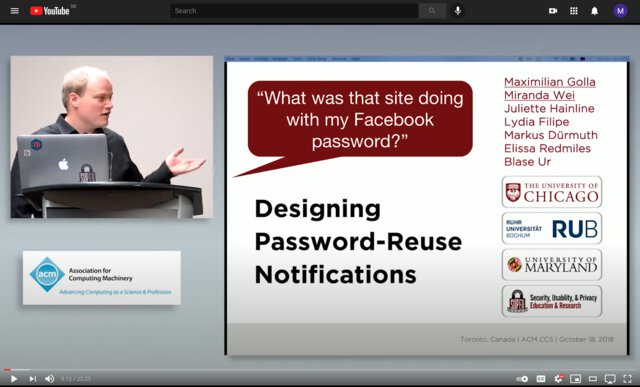 YouTube DE
Search
M
"What was that site doing
with my Facebook
password?"
Designing
Password-Reuse
Notifications
Maximilian Golla
Miranda Wei
Juliette Hainline
Lydia Filipe
Markus Dürmuth
Elissa Redmiles
Blase Ur
THE UNIVERSITY OF
CHICAGO
RUHR
UNIVERSITÄT
BOCHUM
RUB
UNIVERSITY OF
MARYLAND
Security, Usability, & Privacy
Education & Research
acm
Association for
Computing Machinery
Advancing Computing as a Science & Profession
Toronto, Canada | ACM CCS | October 18, 2018
0:12 / 22:23